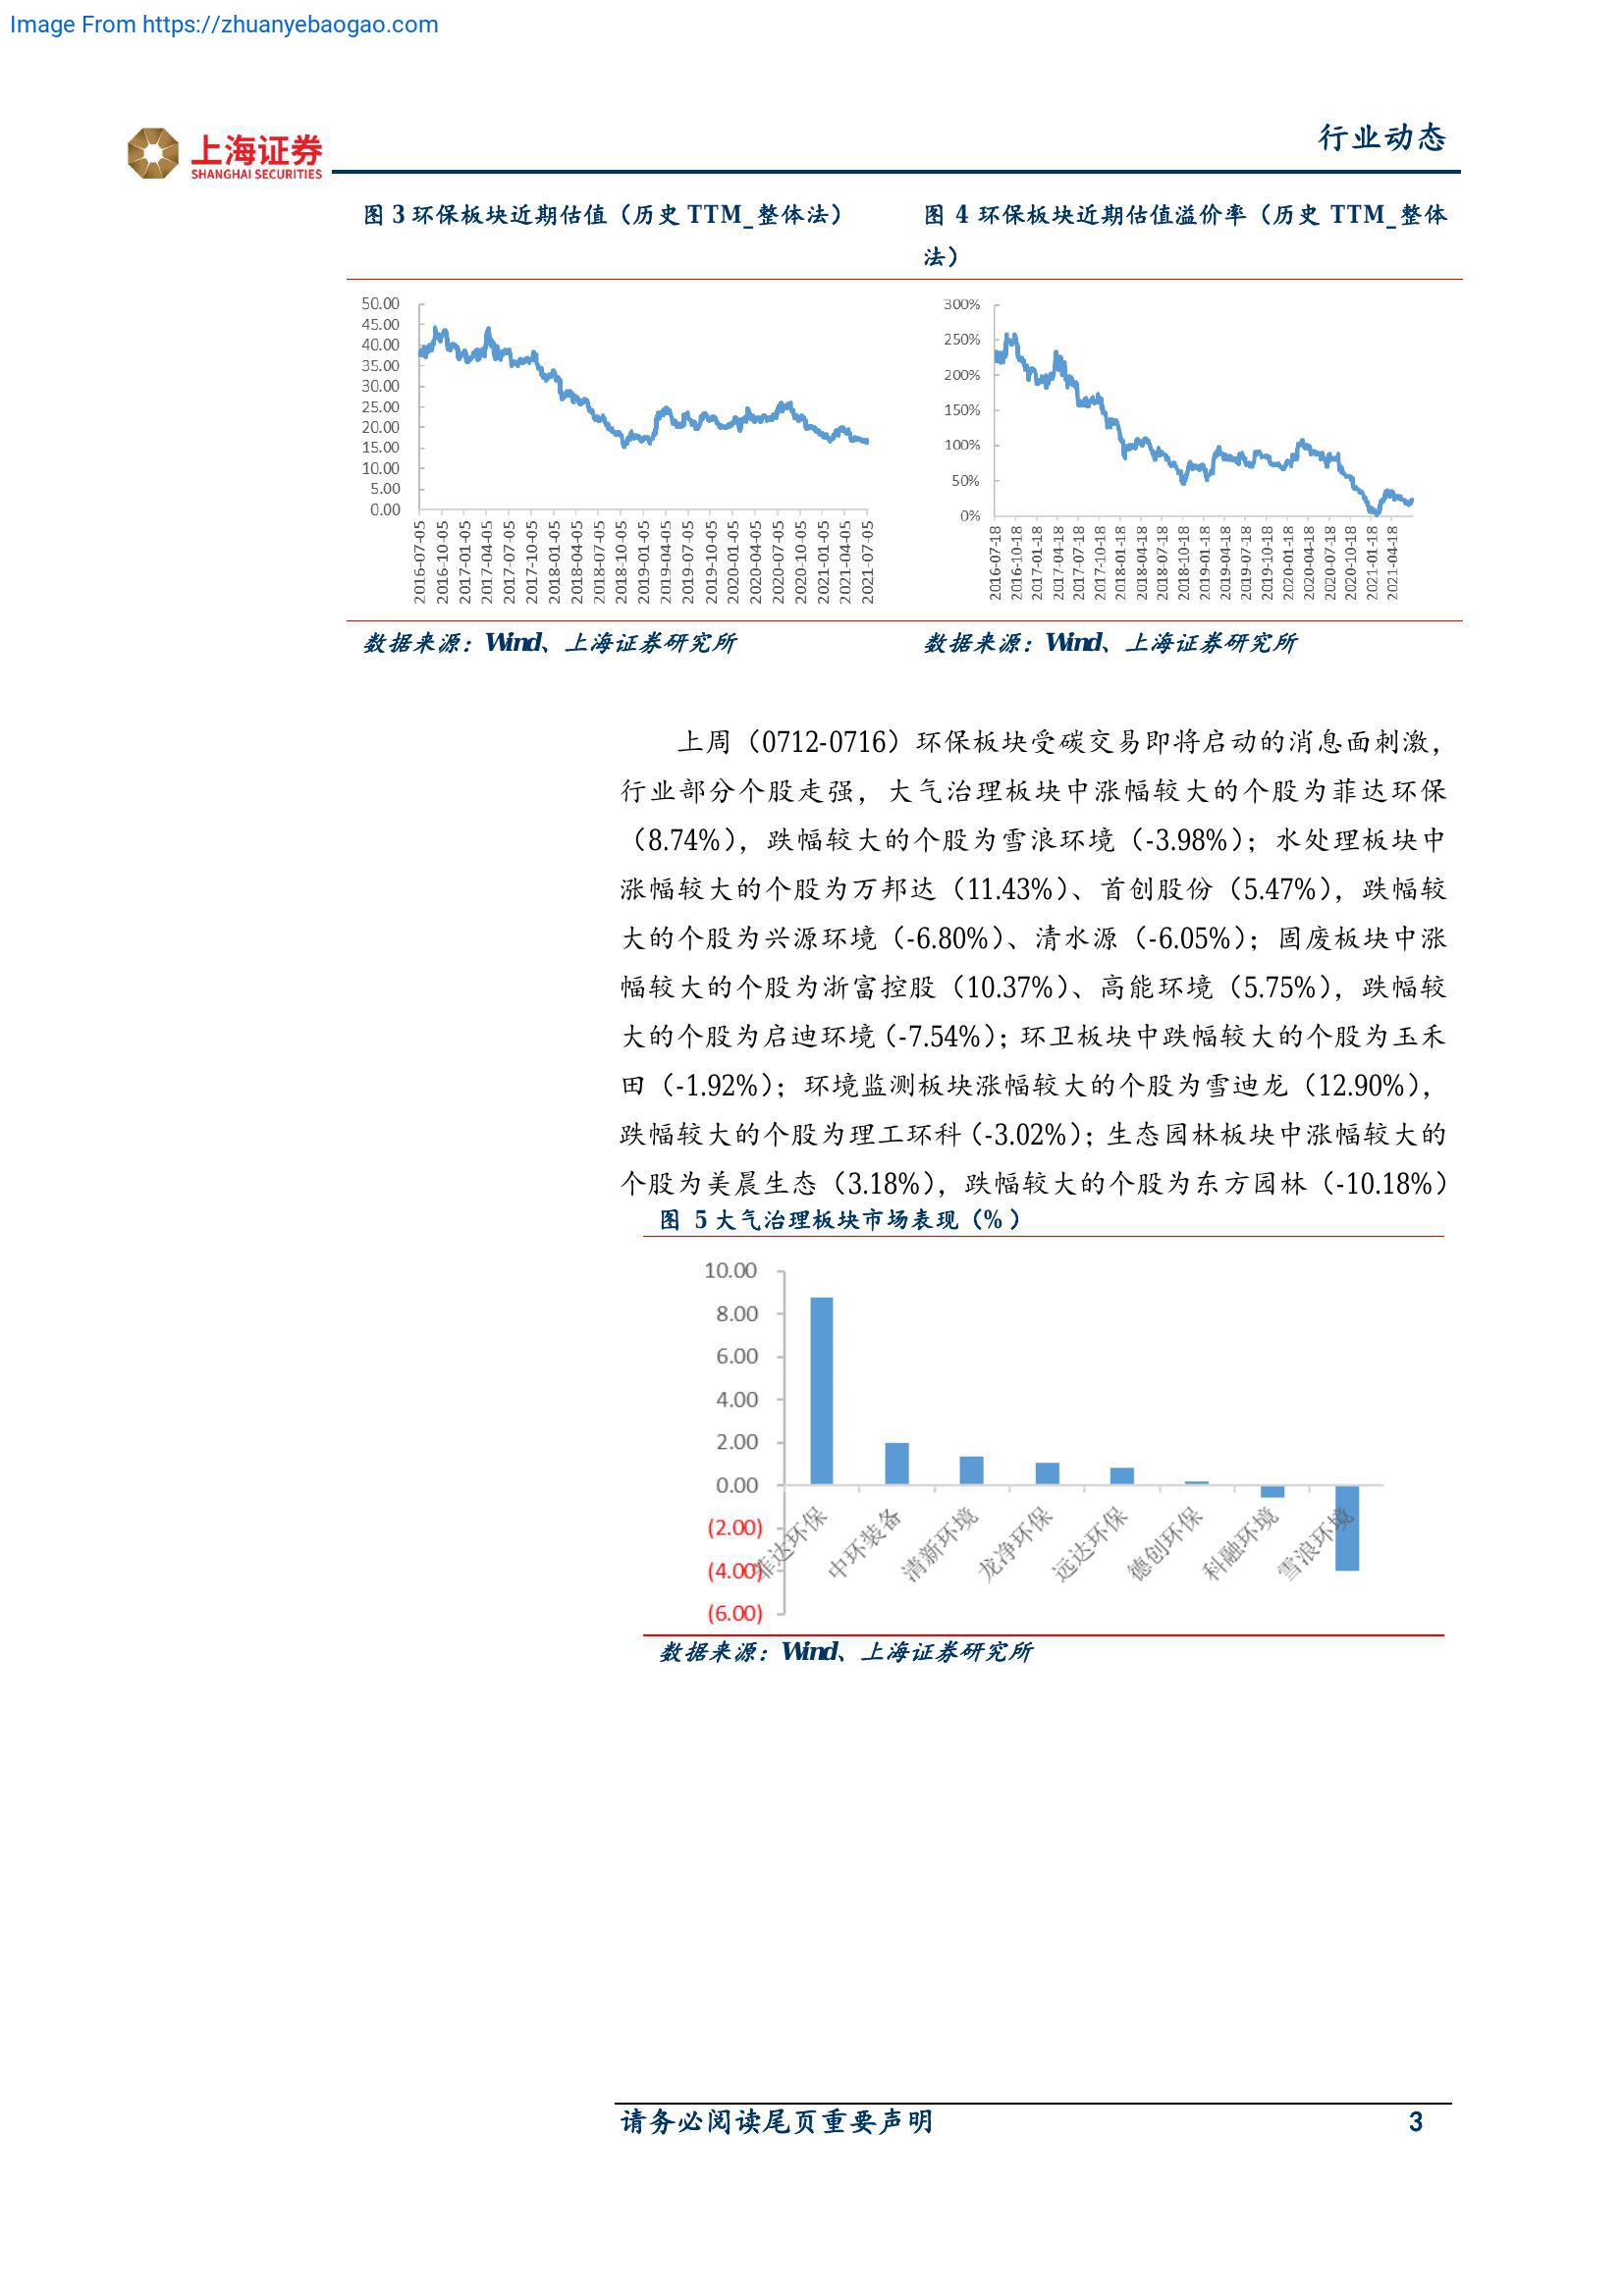 Image From https://zhuanyebaogao.com
上海证券
SHANGHAI SECURITIES
行业动态
图 3 环保板块近期估值（历史 TTM_整体法）
图 4 环保板块近期估值溢价率（历史 TTM_整体
法）
50.00
45.00
40.00
35.00
30.00
25.00
20.00
15.00
10.00
5.00
0.00
2016-07-05
2016-10-05
2017-01-05
2017-04-05
2017-07-05
2017-10-05
2018-01-05
2018-04-05
2018-07-05
2018-10-05
2019-01-05
2019-04-05
2019-07-05
2019-10-05
2020-01-05
2020-04-05
2020-07-05
2020-10-05
2021-01-05
2021-04-05
2021-07-05
300%
250%
200%
150%
100%
50%
0%
2016-07-18
2016-10-18
2017-01-18
2017-04-18
2017-07-18
2017-10-18
2018-01-18
2018-04-18
2018-07-18
2018-10-18
2019-01-18
2019-04-18
2019-07-18
2019-10-18
2020-01-18
2020-04-18
2020-07-18
2020-10-18
2021-01-18
2021-04-18
数据来源：Wind、上海证券研究所
数据来源：Wind、上海证券研究所
上周（0712-0716）环保板块受碳交易即将启动的消息面刺激，
行业部分个股走强，大气治理板块中涨幅较大的个股为菲达环保
（8.74%），跌幅较大的个股为雪浪环境（-3.98%）；水处理板块中
涨幅较大的个股为万邦达（11.43%）、首创股份（5.47%），跌幅较
大的个股为兴源环境（-6.80%）、清水源（-6.05%）；固废板块中涨
幅较大的个股为浙富控股（10.37%）、高能环境（5.75%），跌幅较
大的个股为启迪环境（-7.54%）；环卫板块中跌幅较大的个股为玉禾
田（-1.92%）；环境监测板块涨幅较大的个股为雪迪龙（12.90%），
跌幅较大的个股为理工环科（-3.02%）；生态园林板块中涨幅较大的
个股为美晨生态（3.18%），跌幅较大的个股为东方园林（-10.18%）
图 5 大气治理板块市场表现（%）
10.00
8.00
6.00
4.00
2.00
0.00
(2.00)
(4.00)
(6.00)
菲达环保
中环装备
清新环境
龙净环保
远达环保
德创环保
科融环境
雪浪环境
数据来源：Wind、上海证券研究所
请务必阅读尾页重要声明
3